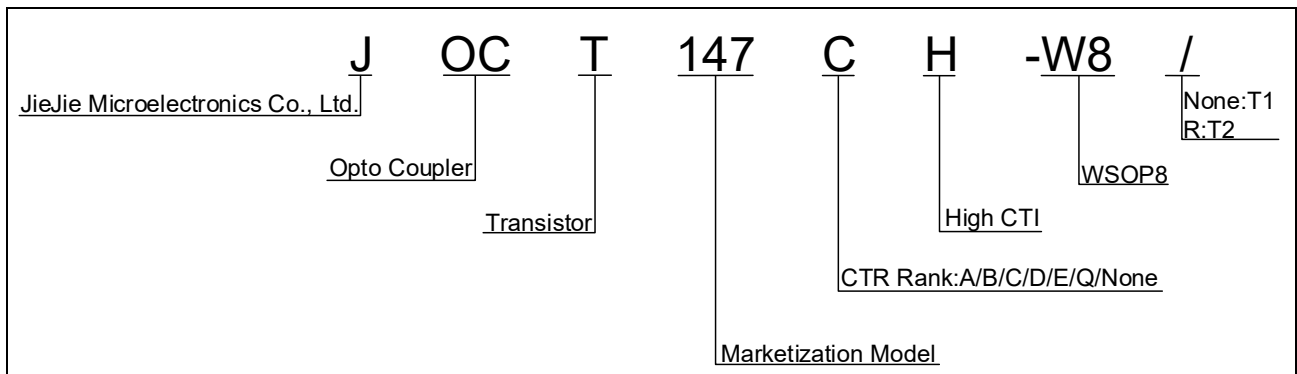 J OC T 147 C H -W8 /
JieJie Microelectronics Co., Ltd.
None:T1
R:T2
Opto Coupler
WSOP8
Transistor
High CTI
CTR Rank:A/B/C/D/E/Q/None
Marketization Model